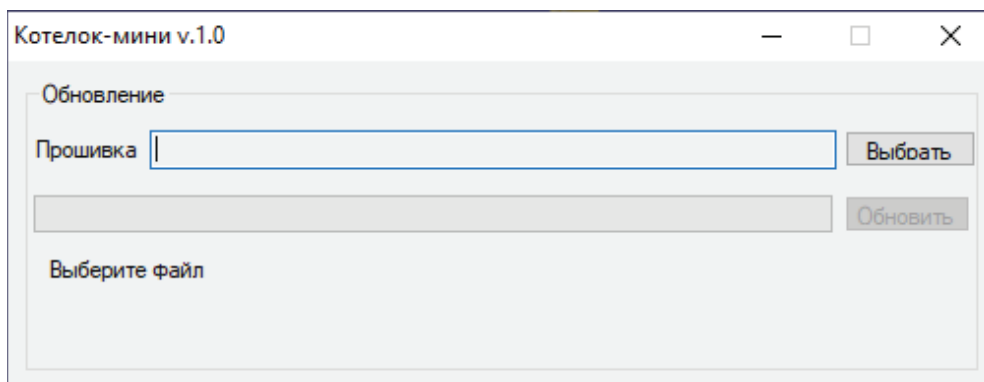 Котелок-мини v.1.0
Обновление
Прошивка Выбрать
Обновить
Выберите файл